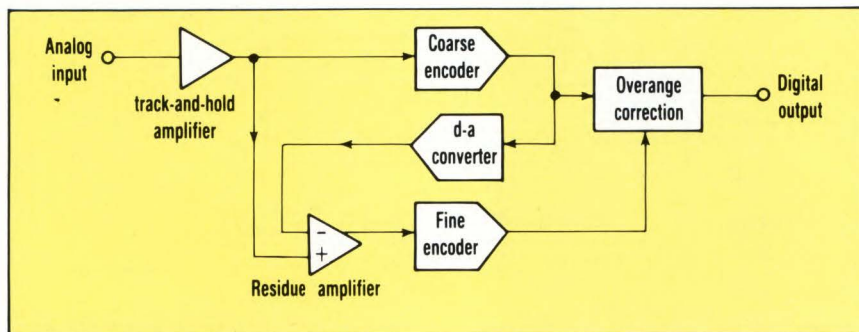 Analog
input
track-and-hold
amplifier
Coarse
encoder
Overange
correction
Digital
output
d-a
converter
-
+
Fine
encoder
Residue amplifier